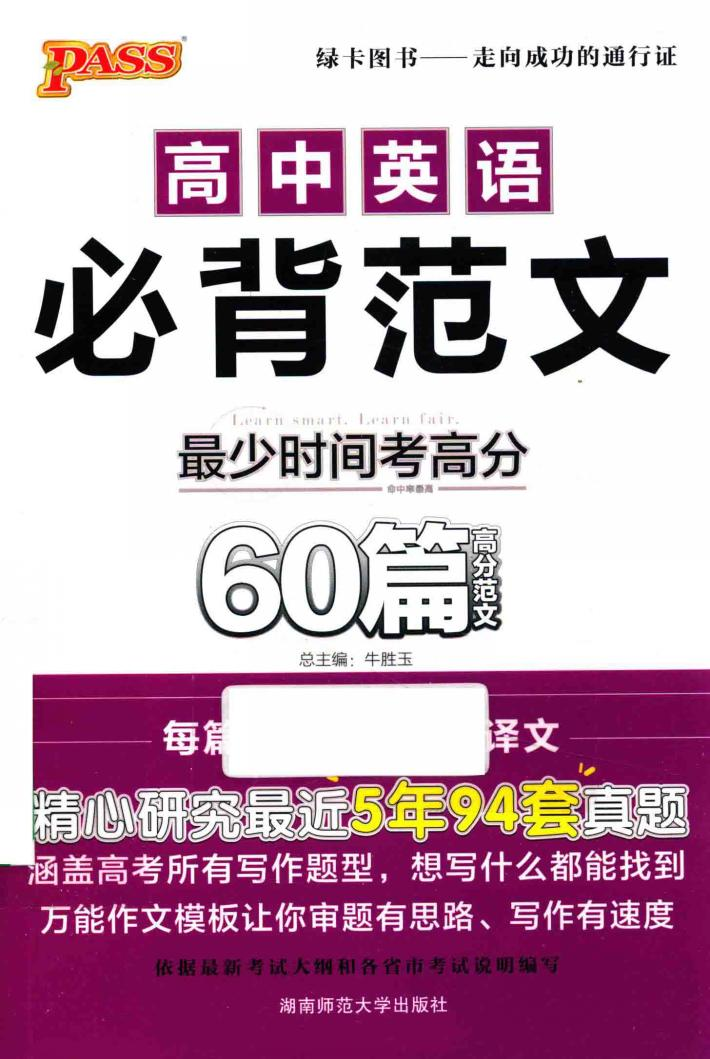 PASS®
绿卡图书——走向成功的通行证
高中英语
必背范文
Learn smart. Learn fair.
最少时间考高分
命中率最高
60篇高分范文
总主编：牛胜玉
每篇
译文
精心研究最近5年94套真题
涵盖高考所有写作题型，想写什么都能找到
万能作文模板让你审题有思路、写作有速度
依据最新考试大纲和各省市考试说明编写
湖南师范大学出版社